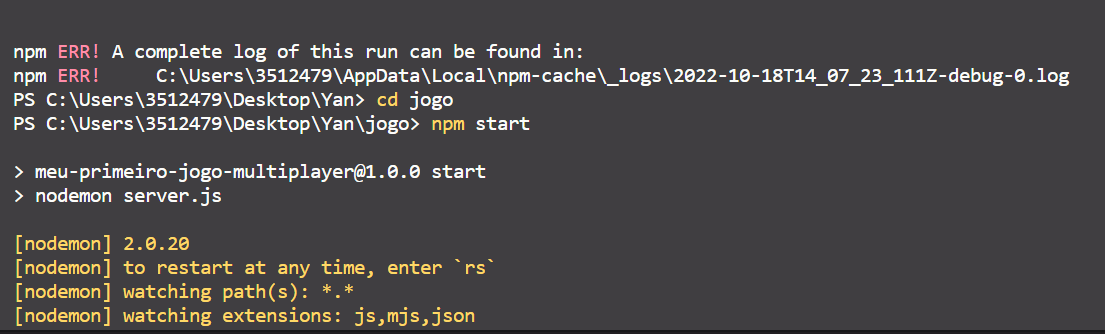 npm ERR! A complete log of this run can be found in:
npm ERR!     C:\Users\3512479\AppData\Local\npm-cache\_logs\2022-10-18T14_07_23_111Z-debug-0.log
PS C:\Users\3512479\Desktop\Yan> cd jogo
PS C:\Users\3512479\Desktop\Yan\jogo> npm start
> meu-primeiro-jogo-multiplayer@1.0.0 start
> nodemon server.js
[nodemon] 2.0.20
[nodemon] to restart at any time, enter `rs`
[nodemon] watching path(s): *.*
[nodemon] watching extensions: js,mjs,json